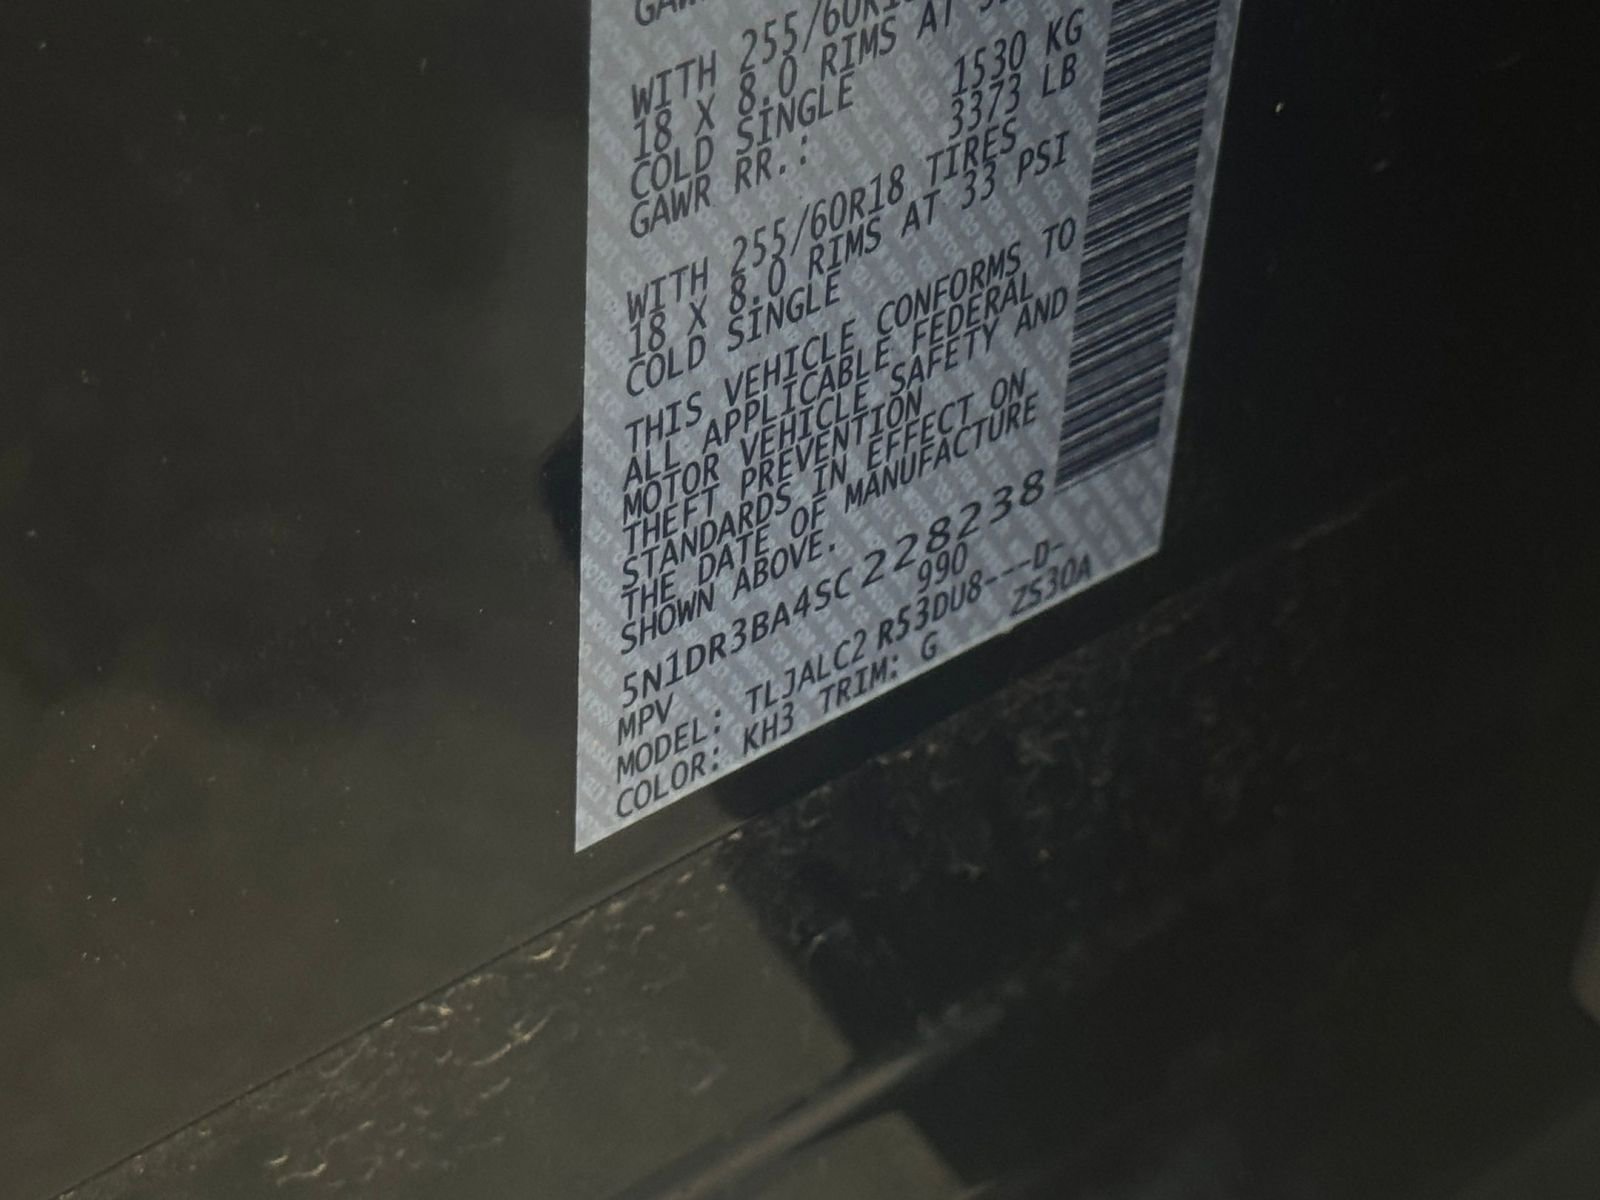 WITH 255/60R18
18 X 8.0 RIMS AT
COLD SINGLE 1530 KG
GAWR RR.: 3373 LB
WITH 255/60R18 TIRES
18 X 8.0 RIMS AT 33 PSI
COLD SINGLE
THIS VEHICLE CONFORMS TO
ALL APPLICABLE FEDERAL
MOTOR VEHICLE SAFETY AND
THEFT PREVENTION
STANDARDS IN EFFECT ON
THE DATE OF MANUFACTURE
SHOWN ABOVE.
5N1DR3BA4SC228238
MPV 990
MODEL: TLJALC2 R53DU8---D-
COLOR: KH3 TRIM: G ZS30A